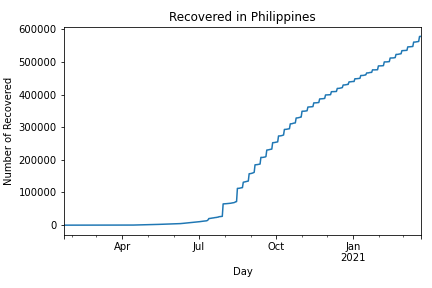 Recovered in Philippines
Number of Recovered
600000
500000
400000
300000
200000
100000
0
Apr
Jul
Oct
Jan
2021
Day